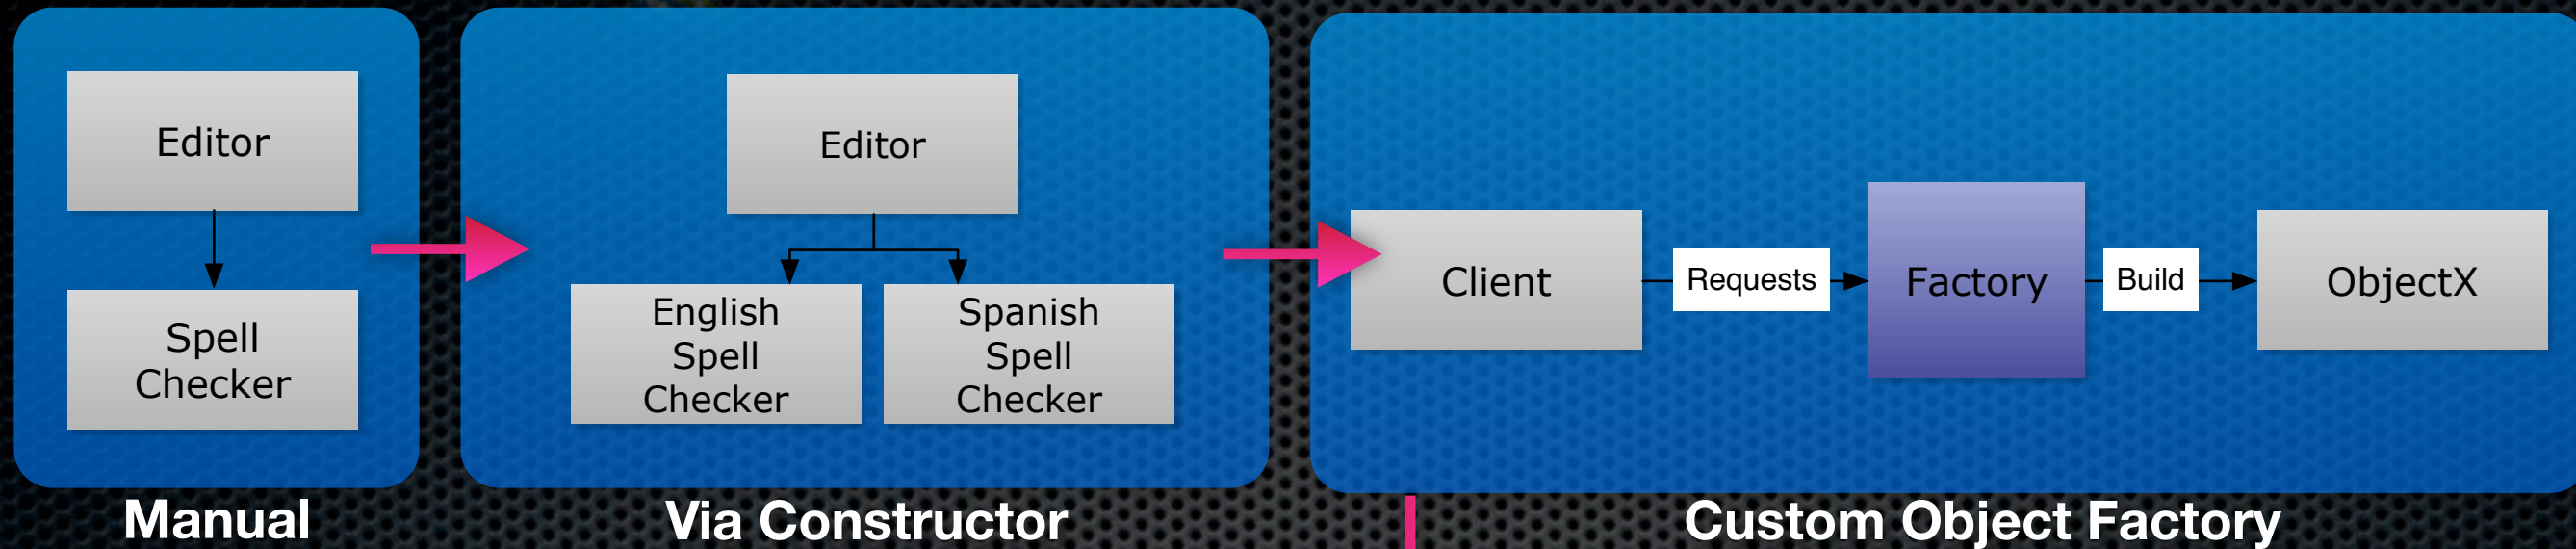 Editor
Spell
Checker
Manual
Editor
English
Spell
Checker
Spanish
Spell
Checker
Via Constructor
Client
Requests
Factory
Build
ObjectX
Custom Object Factory